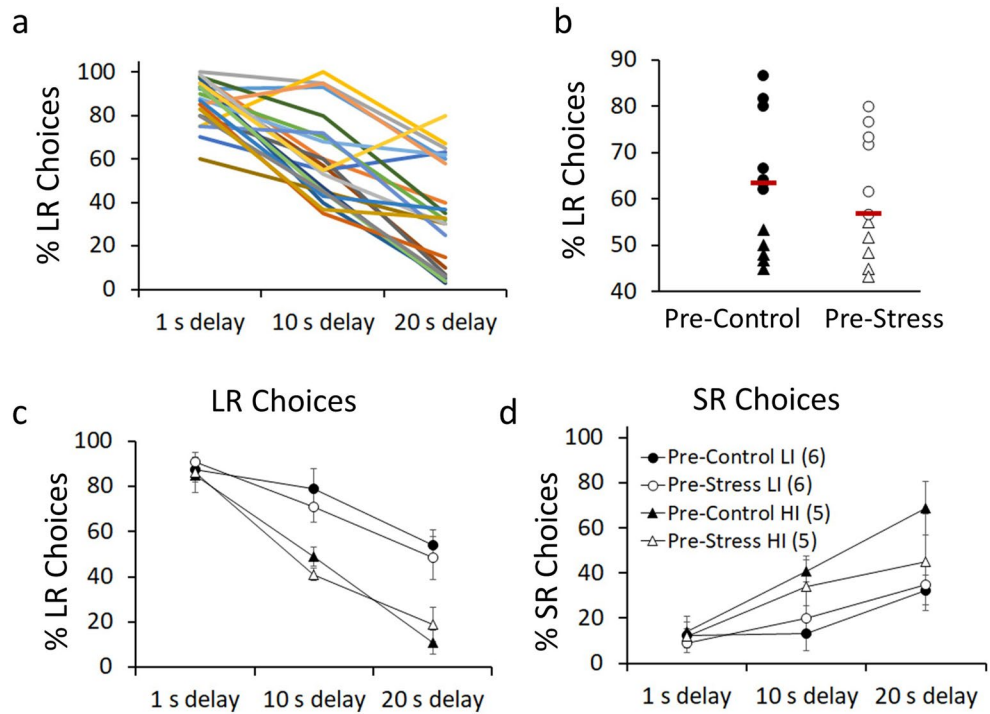 a
% LR Choices
100
80
60
40
20
0
1 s delay 10 s delay 20 s delay
b
% LR Choices
90
80
70
60
50
40
Pre-Control Pre-Stress
c
LR Choices
% LR Choices
100
80
60
40
20
0
1 s delay 10 s delay 20 s delay
d
SR Choices
% SR Choices
100
80
60
40
20
0
Pre-Control LI (6)
Pre-Stress LI (6)
Pre-Control HI (5)
Pre-Stress HI (5)
1 s delay 10 s delay 20 s delay